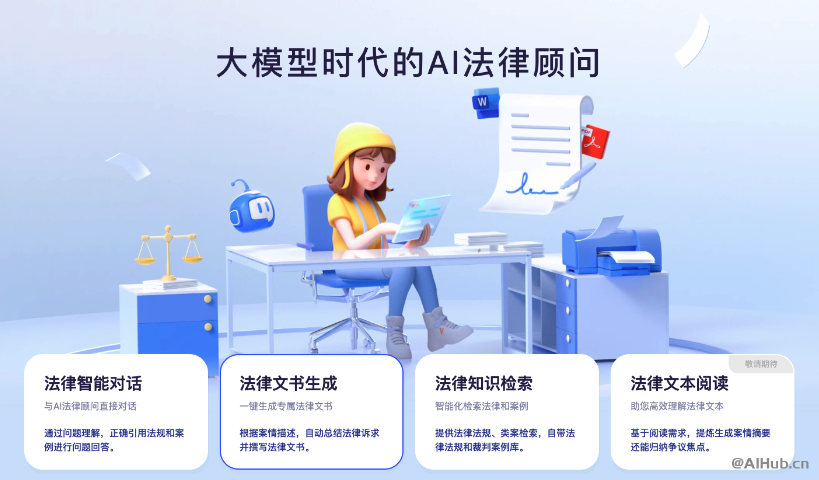 大模型时代的AI法律顾问
W
法律智能对话
与AI法律顾问直接对话
通过问题理解，正确引用法规和案
例进行问题回答。
法律文书生成
一键生成专属法律文书
根据案情描述，自动总结法律诉求
并撰写法律文书。
法律知识检索
智能化检索法律和案例
提供法律法规、类案检索，自带法
律法规和裁判案例库。
敬请期待
法律文本阅读
助您高效理解法律文本
基于阅读需求，提炼生成案情摘要
还能归纳争议焦点。
@AIHub.cn